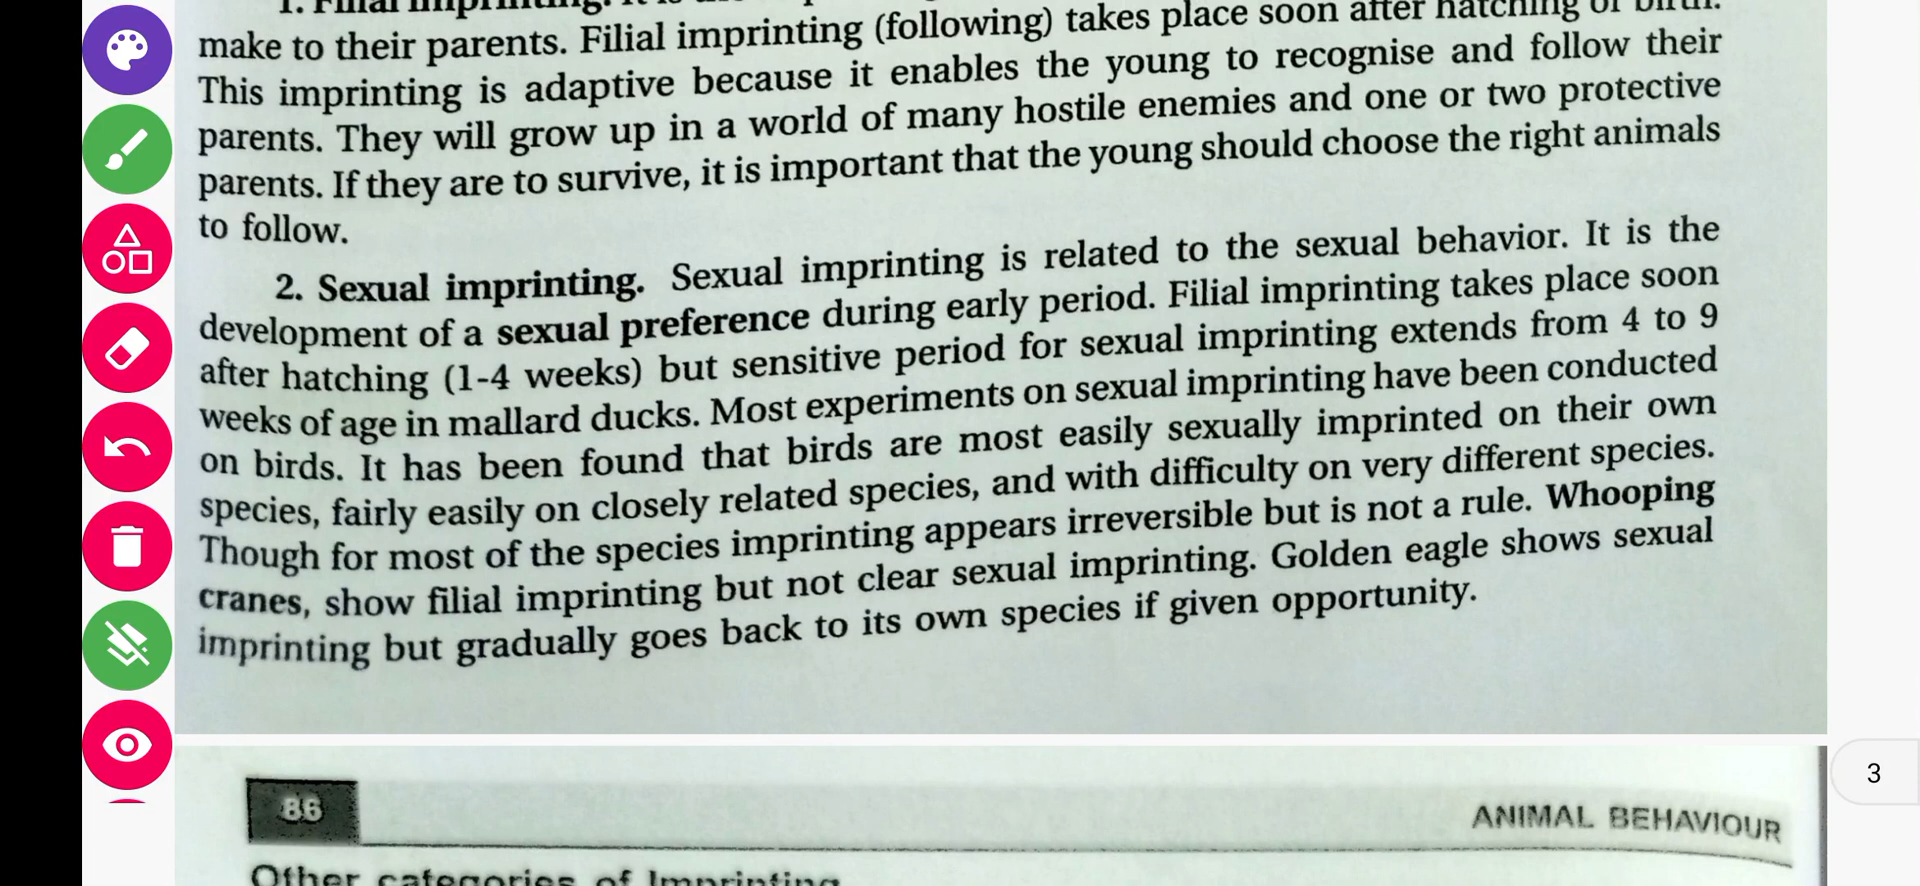 1. Filial imprinting. It is the
make to their parents. Filial imprinting (following) takes place soon after hatching or birth.
This imprinting is adaptive because it enables the young to recognise and follow their
parents. They will grow up in a world of many hostile enemies and one or two protective
parents. If they are to survive, it is important that the young should choose the right animals
to follow.
2. Sexual imprinting. Sexual imprinting is related to the sexual behavior. It is the
development of a sexual preference during early period. Filial imprinting takes place soon
after hatching (1-4 weeks) but sensitive period for sexual imprinting extends from 4 to 9
weeks of age in mallard ducks. Most experiments on sexual imprinting have been conducted
on birds. It has been found that birds are most easily sexually imprinted on their own
species, fairly easily on closely related species, and with difficulty on very different species.
Though for most of the species imprinting appears irreversible but is not a rule. Whooping
cranes, show filial imprinting but not clear sexual imprinting. Golden eagle shows sexual
imprinting but gradually goes back to its own species if given opportunity.
3
86
ANIMAL BEHAVIOUR
Other categories of Imprinting